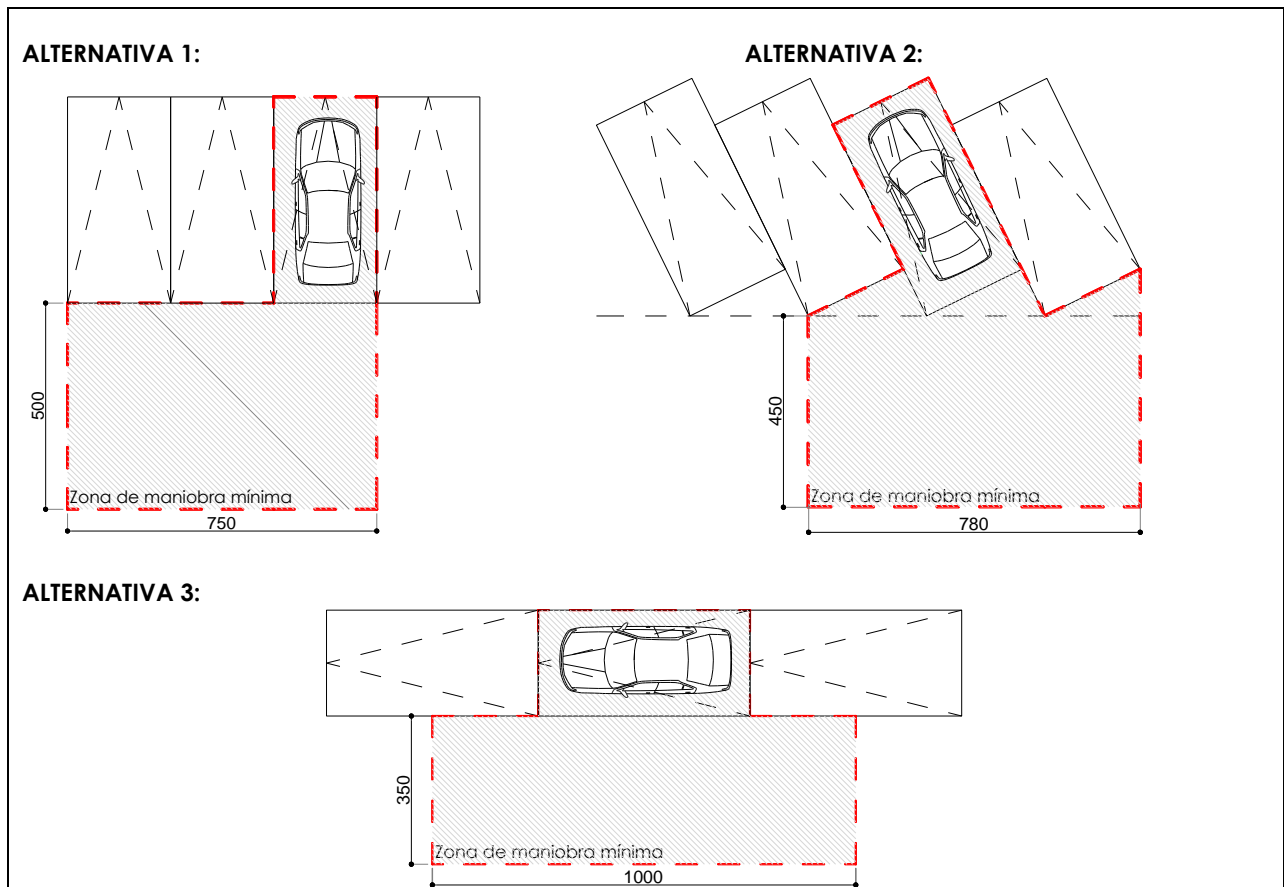 ALTERNATIVA 1:
ALTERNATIVA 2:
500
Zona de maniobra mínima
750
450
Zona de maniobra mínima
780
ALTERNATIVA 3:
350
Zona de maniobra mínima
1000